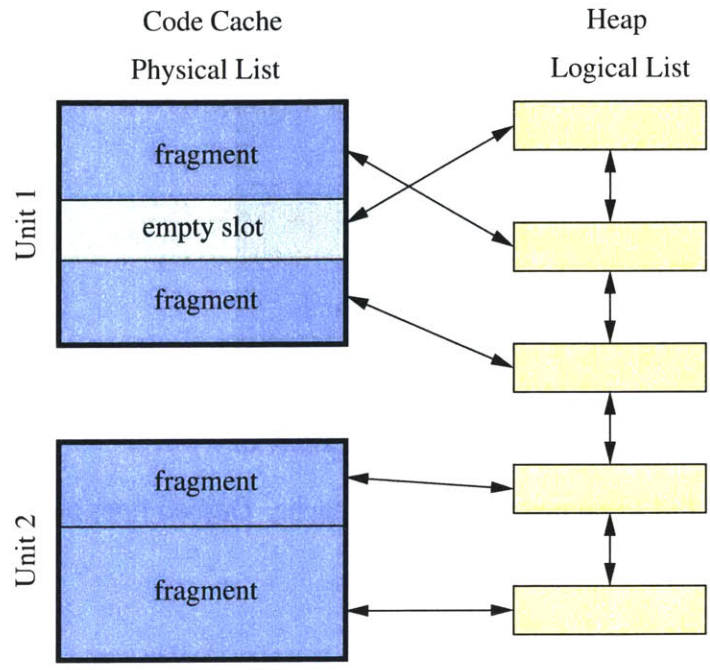 Code Cache
Physical List
Heap
Logical List
Unit 1
fragment
empty slot
fragment
Unit 2
fragment
fragment